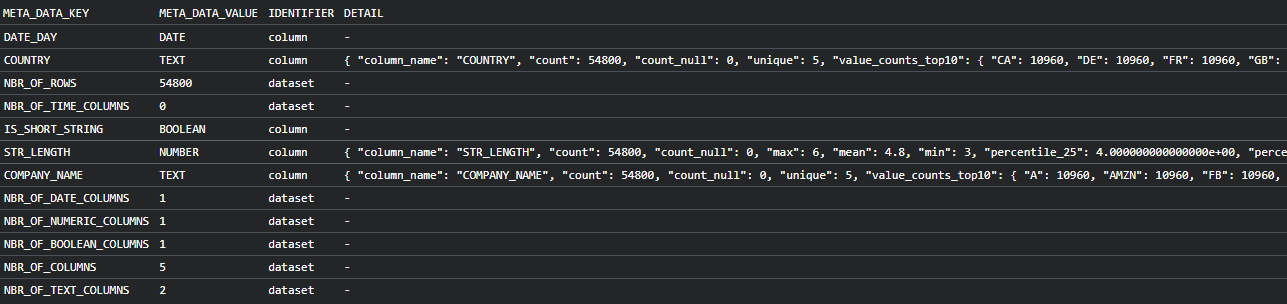 META_DATA_KEY META_DATA_VALUE IDENTIFIER DETAIL
DATE_DAY DATE column -
COUNTRY TEXT column { "column_name": "COUNTRY", "count": 54800, "count_null": 0, "unique": 5, "value_counts_top10": { "CA": 10960, "DE": 10960, "FR": 10960, "GB":
NBR_OF_ROWS 54800 dataset -
NBR_OF_TIME_COLUMNS 0 dataset -
IS_SHORT_STRING BOOLEAN column -
STR_LENGTH NUMBER column { "column_name": "STR_LENGTH", "count": 54800, "count_null": 0, "max": 6, "mean": 4.8, "min": 3, "percentile_25": 4.000000000000000e+00, "perce
COMPANY_NAME TEXT column { "column_name": "COMPANY_NAME", "count": 54800, "count_null": 0, "unique": 5, "value_counts_top10": { "A": 10960, "AMZN": 10960, "FB": 10960,
NBR_OF_DATE_COLUMNS 1 dataset -
NBR_OF_NUMERIC_COLUMNS 1 dataset -
NBR_OF_BOOLEAN_COLUMNS 1 dataset -
NBR_OF_COLUMNS 5 dataset -
NBR_OF_TEXT_COLUMNS 2 dataset -